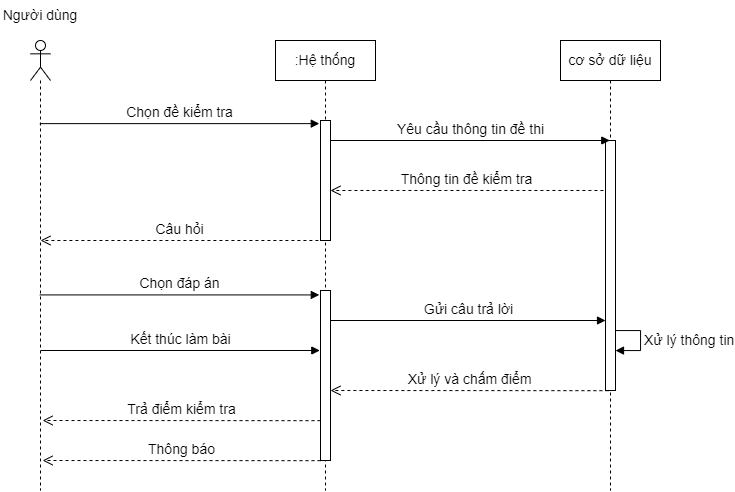 Người dùng
:Hệ thống
cơ sở dữ liệu
Chọn đề kiểm tra
Yêu cầu thông tin đề thi
Thông tin đề kiểm tra
Câu hỏi
Chọn đáp án
Gửi câu trả lời
Kết thúc làm bài
Xử lý thông tin
Xử lý và chấm điểm
Trả điểm kiểm tra
Thông báo